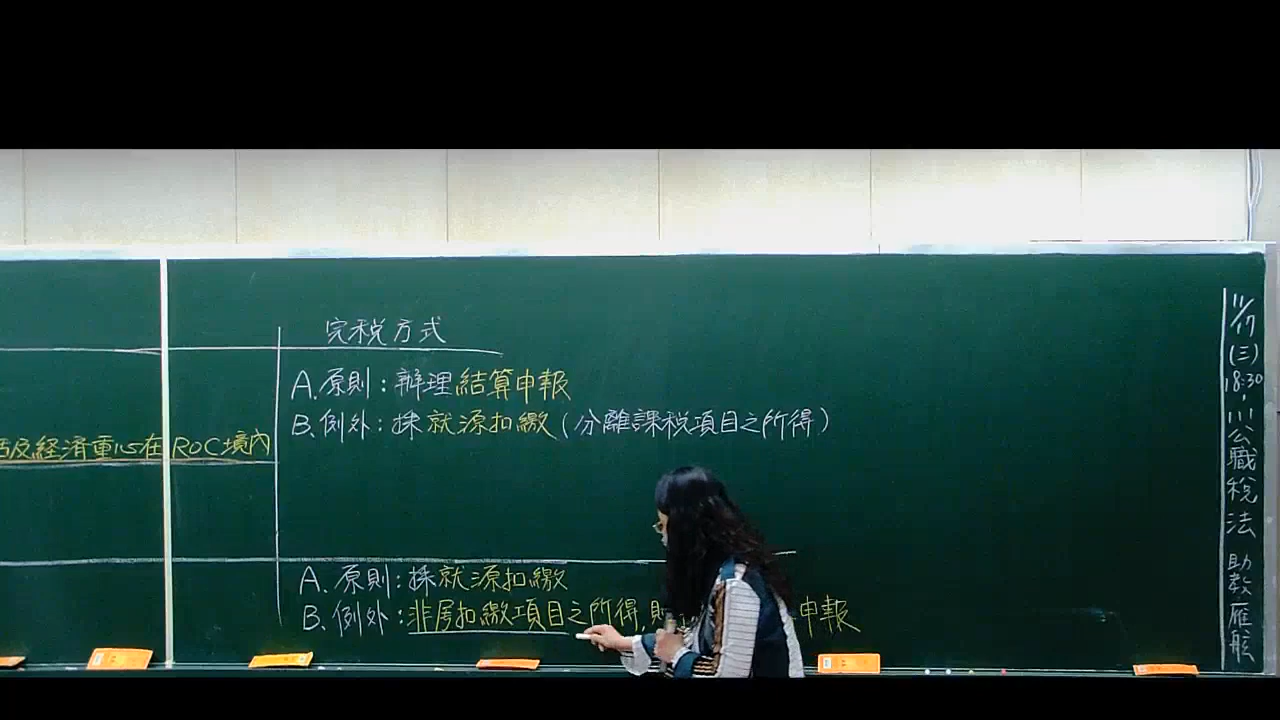 完稅方式
A.原則：辦理結算申報
B.例外：採就源扣繳(分離課稅項目之所得)
活及經濟重心在ROC境內
A.原則：採就源扣繳
B.例外：非屬扣繳項目之所得,則 申報
11/17
(三)
18:30
公職稅法
助教雁舷